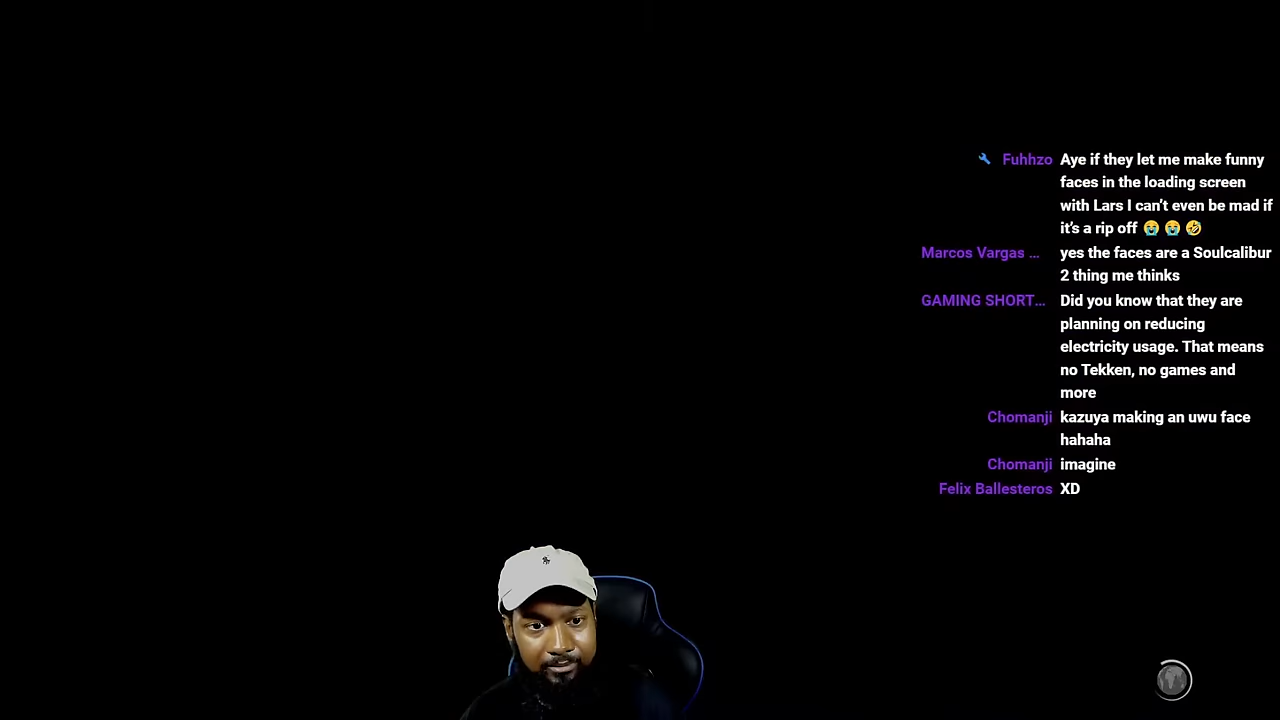 Fuhhzo Aye if they let me make funny
faces in the loading screen
with Lars I can't even be mad if
it's a rip off 😭 😭 🤣
Marcos Vargas ... yes the faces are a Soulcalibur
2 thing me thinks
GAMING SHORT... Did you know that they are
planning on reducing
electricity usage. That means
no Tekken, no games and
more
Chomanji kazuya making an uwu face
hahaha
Chomanji imagine
Felix Ballesteros XD